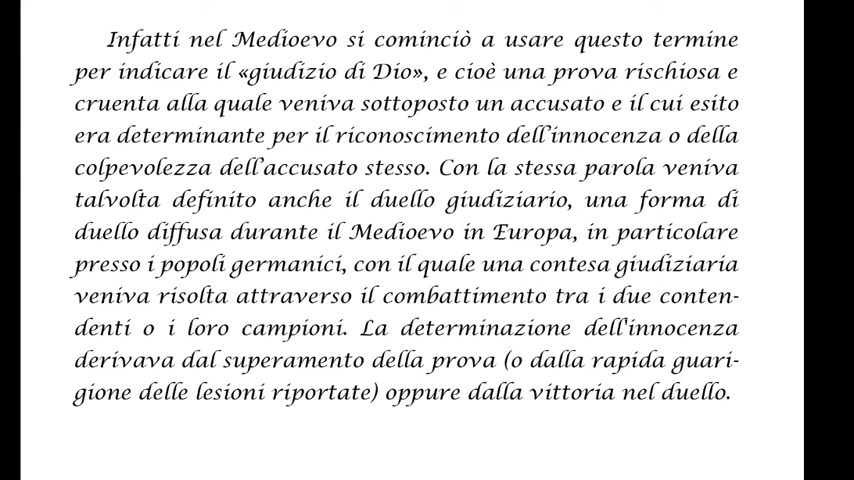 Infatti nel Medioevo si cominciò a usare questo termine
per indicare il «giudizio di Dio», e cioè una prova rischiosa e
cruenta alla quale veniva sottoposto un accusato e il cui esito
era determinante per il riconoscimento dell'innocenza o della
colpevolezza dell'accusato stesso. Con la stessa parola veniva
talvolta definito anche il duello giudiziario, una forma di
duello diffusa durante il Medioevo in Europa, in particolare
presso i popoli germanici, con il quale una contesa giudiziaria
veniva risolta attraverso il combattimento tra i due conten-
denti o i loro campioni. La determinazione dell'innocenza
derivava dal superamento della prova (o dalla rapida guari-
gione delle lesioni riportate) oppure dalla vittoria nel duello.